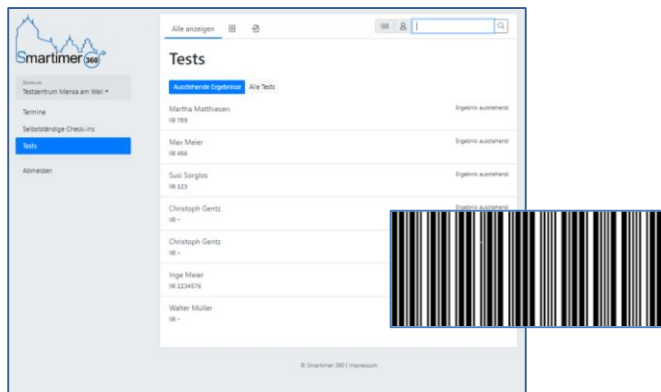 Smartimer 360°
Zentrum
Testzentrum Mensa am Wall
Termine
Selbstständige Check-ins
Tests
Abmelden
Alle anzeigen
Tests
Ausstehende Ergebnisse Alle Tests
Martha Matthiesen Ergebnis ausstehend
789
Max Meier Ergebnis ausstehend
456
Susi Sorglos Ergebnis ausstehend
123
Christoph Gentz Ergebnis ausstehend
–
Christoph Gentz
–
Inge Meier
1234576
Walter Müller
–
© Smartimer 360 | Impressum